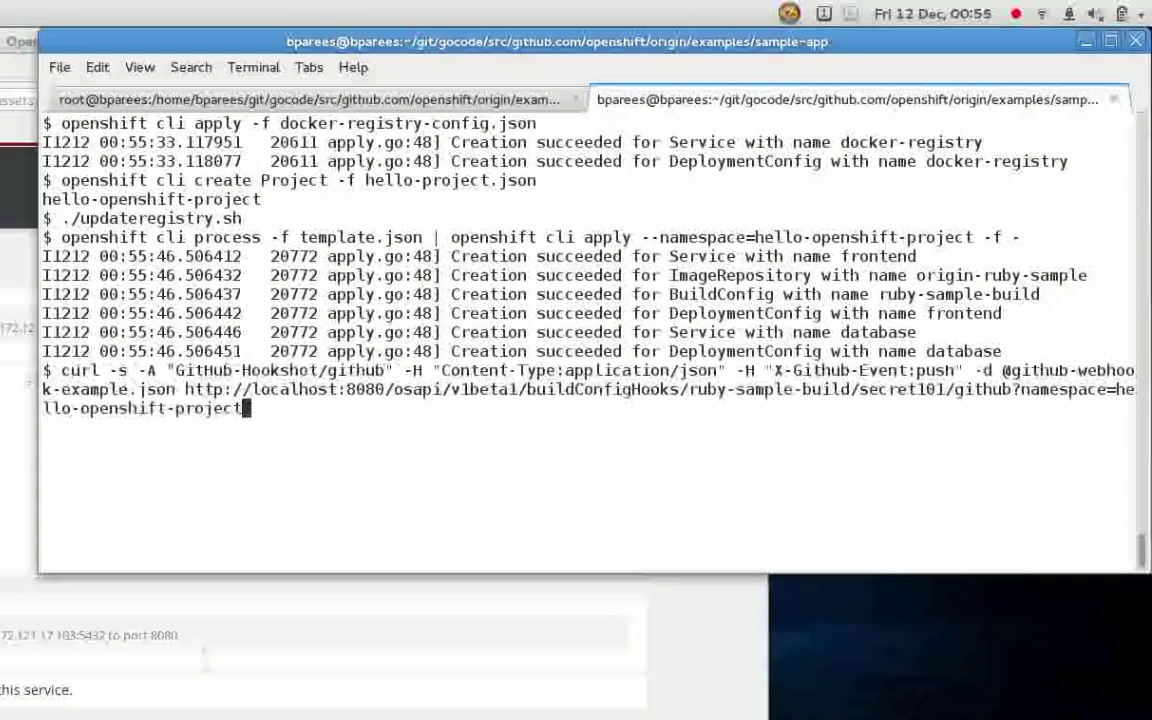 Fri 12 Dec, 00:55
Ope
bparees@bparees:~/git/gocode/src/github.com/openshift/origin/examples/sample-app
File Edit View Search Terminal Tabs Help
root@bparees:/home/bparees/git/gocode/src/github.com/openshift/origin/exam...
bparees@bparees:~/git/gocode/src/github.com/openshift/origin/examples/samp...
assets
$ openshift cli apply -f docker-registry-config.json
I1212 00:55:33.117951 20611 apply.go:48] Creation succeeded for Service with name docker-registry
I1212 00:55:33.118077 20611 apply.go:48] Creation succeeded for DeploymentConfig with name docker-registry
$ openshift cli create Project -f hello-project.json
hello-openshift-project
$ ./updateregistry.sh
$ openshift cli process -f template.json | openshift cli apply --namespace=hello-openshift-project -f -
I1212 00:55:46.506412 20772 apply.go:48] Creation succeeded for Service with name frontend
I1212 00:55:46.506432 20772 apply.go:48] Creation succeeded for ImageRepository with name origin-ruby-sample
I1212 00:55:46.506437 20772 apply.go:48] Creation succeeded for BuildConfig with name ruby-sample-build
I1212 00:55:46.506442 20772 apply.go:48] Creation succeeded for DeploymentConfig with name frontend
I1212 00:55:46.506446 20772 apply.go:48] Creation succeeded for Service with name database
I1212 00:55:46.506451 20772 apply.go:48] Creation succeeded for DeploymentConfig with name database
$ curl -s -A "GitHub-Hookshot/github" -H "Content-Type:application/json" -H "X-Github-Event:push" -d @github-webhoo
k-example.json http://localhost:8080/osapi/v1beta1/buildConfigHooks/ruby-sample-build/secret101/github?namespace=he
llo-openshift-project
172.12
72.121.17.103:5432 to port 8080
this service.